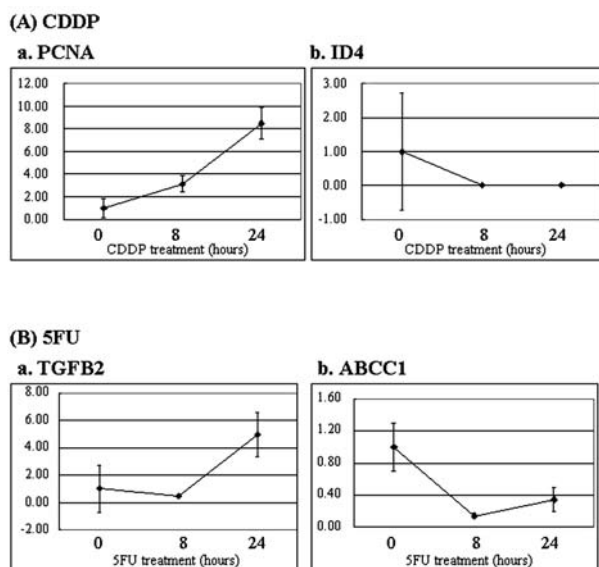 (A) CDDP
a. PCNA
12.00
10.00
8.00
6.00
4.00
2.00
0.00
0 8 24
CDDP treatment (hours)
b. ID4
3.00
2.00
1.00
0.00
-1.00
0 8 24
CDDP treatment (hours)
(B) 5FU
a. TGFB2
8.00
6.00
4.00
2.00
0.00
-2.00
0 8 24
5FU treatment (hours)
b. ABCC1
1.60
1.20
0.80
0.40
0.00
0 8 24
5FU treatment (hours)